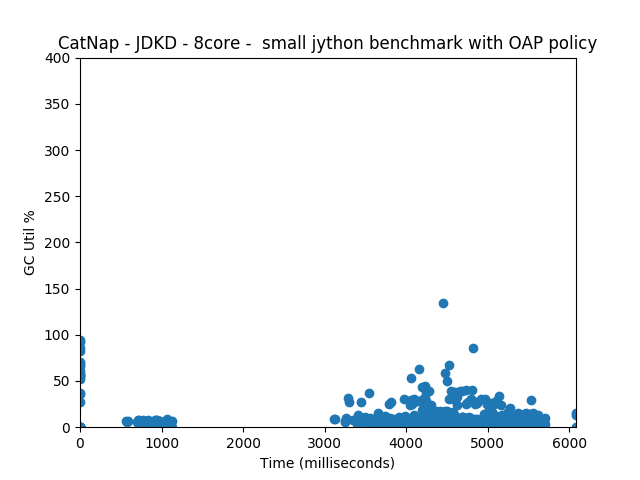 CatNap - JDKD - 8core -  small jython benchmark with OAP policy
400
350
300
250
200
150
100
50
0
GC Util %
0 1000 2000 3000 4000 5000 6000
Time (milliseconds)